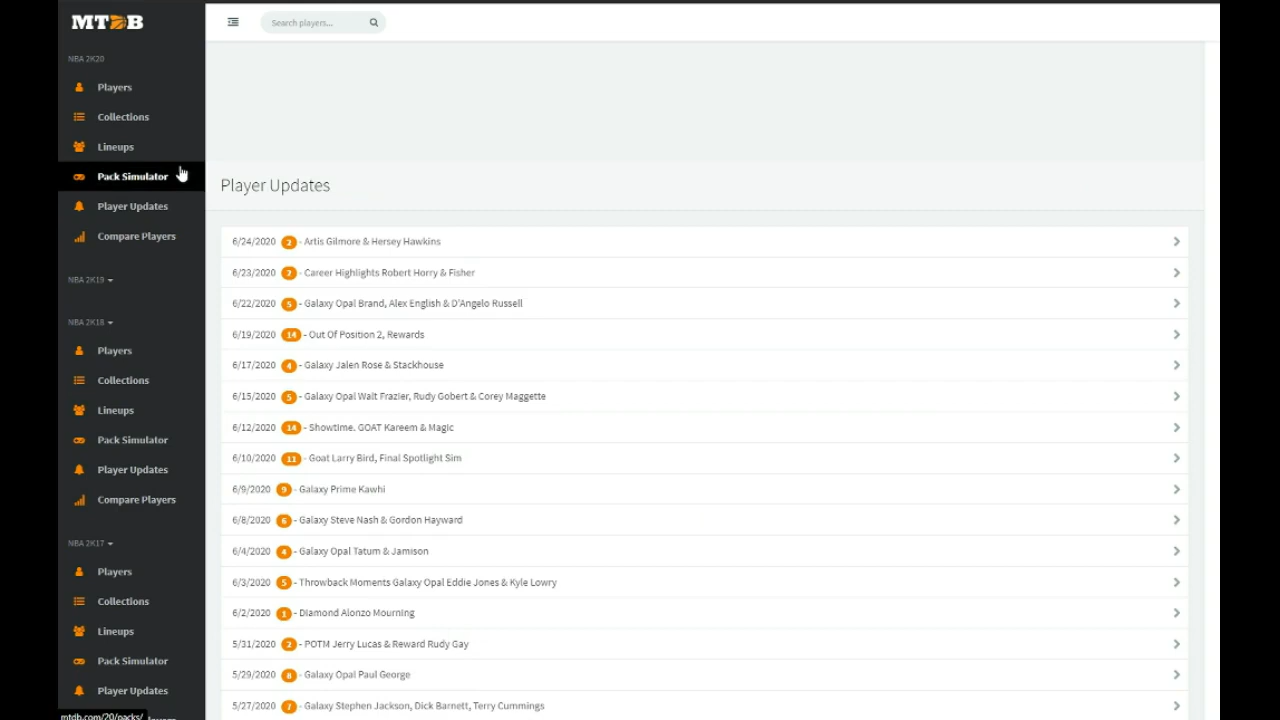 MTDB
Search players...
NBA 2K20
Players
Collections
Lineups
Pack Simulator
Player Updates
Compare Players
NBA 2K19
NBA 2K18
Players
Collections
Lineups
Pack Simulator
Player Updates
Compare Players
NBA 2K17
Players
Collections
Lineups
Pack Simulator
Player Updates
mtdb.com/20/packs/
Player Updates
6/24/2020 2 - Artis Gilmore & Hersey Hawkins
6/23/2020 2 - Career Highlights Robert Horry & Fisher
6/22/2020 5 - Galaxy Opal Brand, Alex English & D'Angelo Russell
6/19/2020 14 - Out Of Position 2, Rewards
6/17/2020 4 - Galaxy Jalen Rose & Stackhouse
6/15/2020 5 - Galaxy Opal Walt Frazier, Rudy Gobert & Corey Maggette
6/12/2020 14 - Showtime. GOAT Kareem & Magic
6/10/2020 11 - Goat Larry Bird, Final Spotlight Sim
6/9/2020 9 - Galaxy Prime Kawhi
6/8/2020 6 - Galaxy Steve Nash & Gordon Hayward
6/4/2020 4 - Galaxy Opal Tatum & Jamison
6/3/2020 5 - Throwback Moments Galaxy Opal Eddie Jones & Kyle Lowry
6/2/2020 1 - Diamond Alonzo Mourning
5/31/2020 2 - POTM Jerry Lucas & Reward Rudy Gay
5/29/2020 8 - Galaxy Opal Paul George
5/27/2020 7 - Galaxy Stephen Jackson, Dick Barnett, Terry Cummings